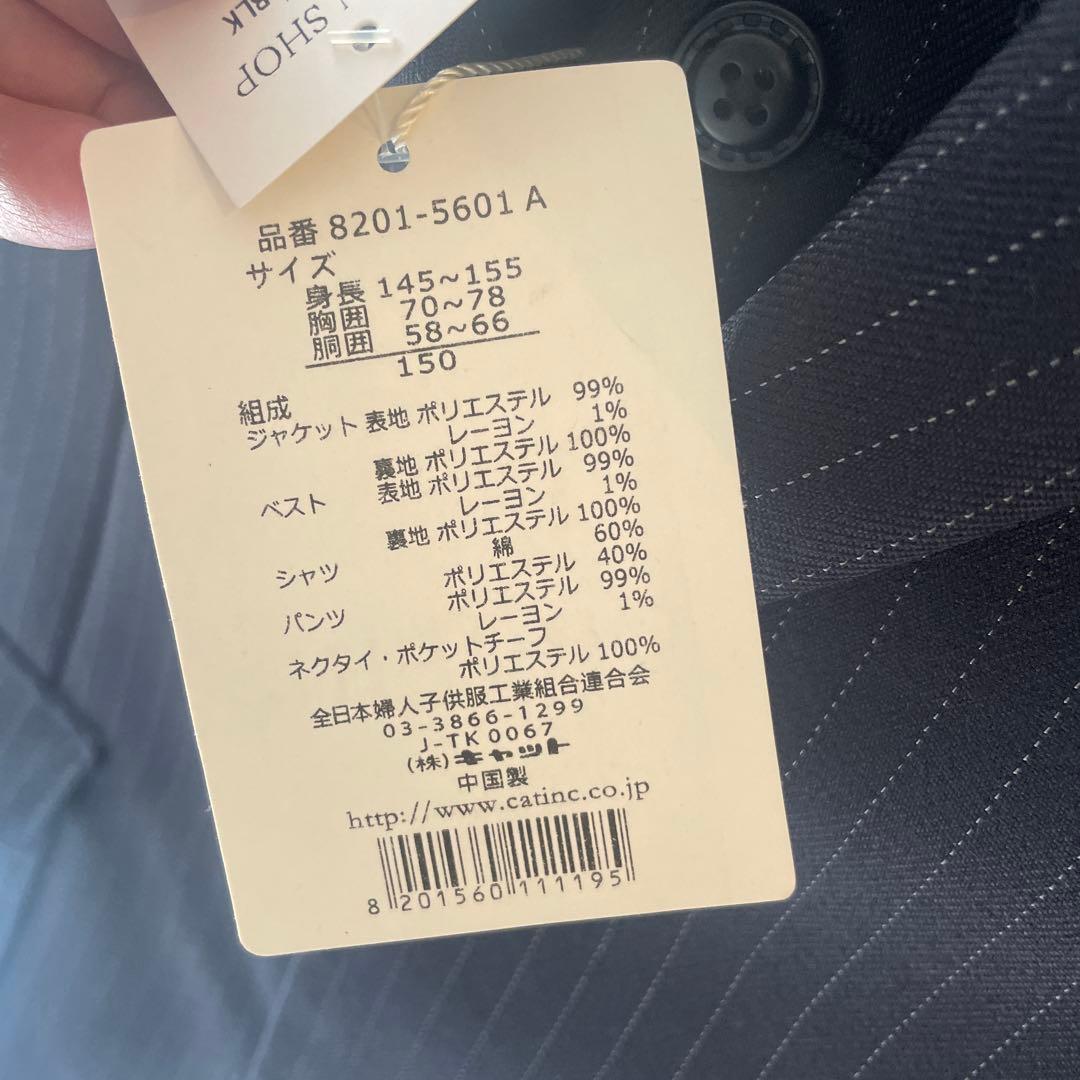 SHOP
BLK
品番 8201-5601 A
サイズ
身長 145~155
胸囲 70~78
胴囲 58~66
150
組成
ジャケット 表地 ポリエステル 99%
レーヨン 1%
裏地 ポリエステル 100%
ベスト 表地 ポリエステル 99%
レーヨン 1%
裏地 ポリエステル 100%
シャツ 綿 60%
ポリエステル 40%
パンツ ポリエステル 99%
レーヨン 1%
ネクタイ・ポケットチーフ
ポリエステル 100%
全日本婦人子供服工業組合連合会
03-3866-1299
J-TK0067
(株)キャット
中国製
http://www.catinc.co.jp
8 201560 111195